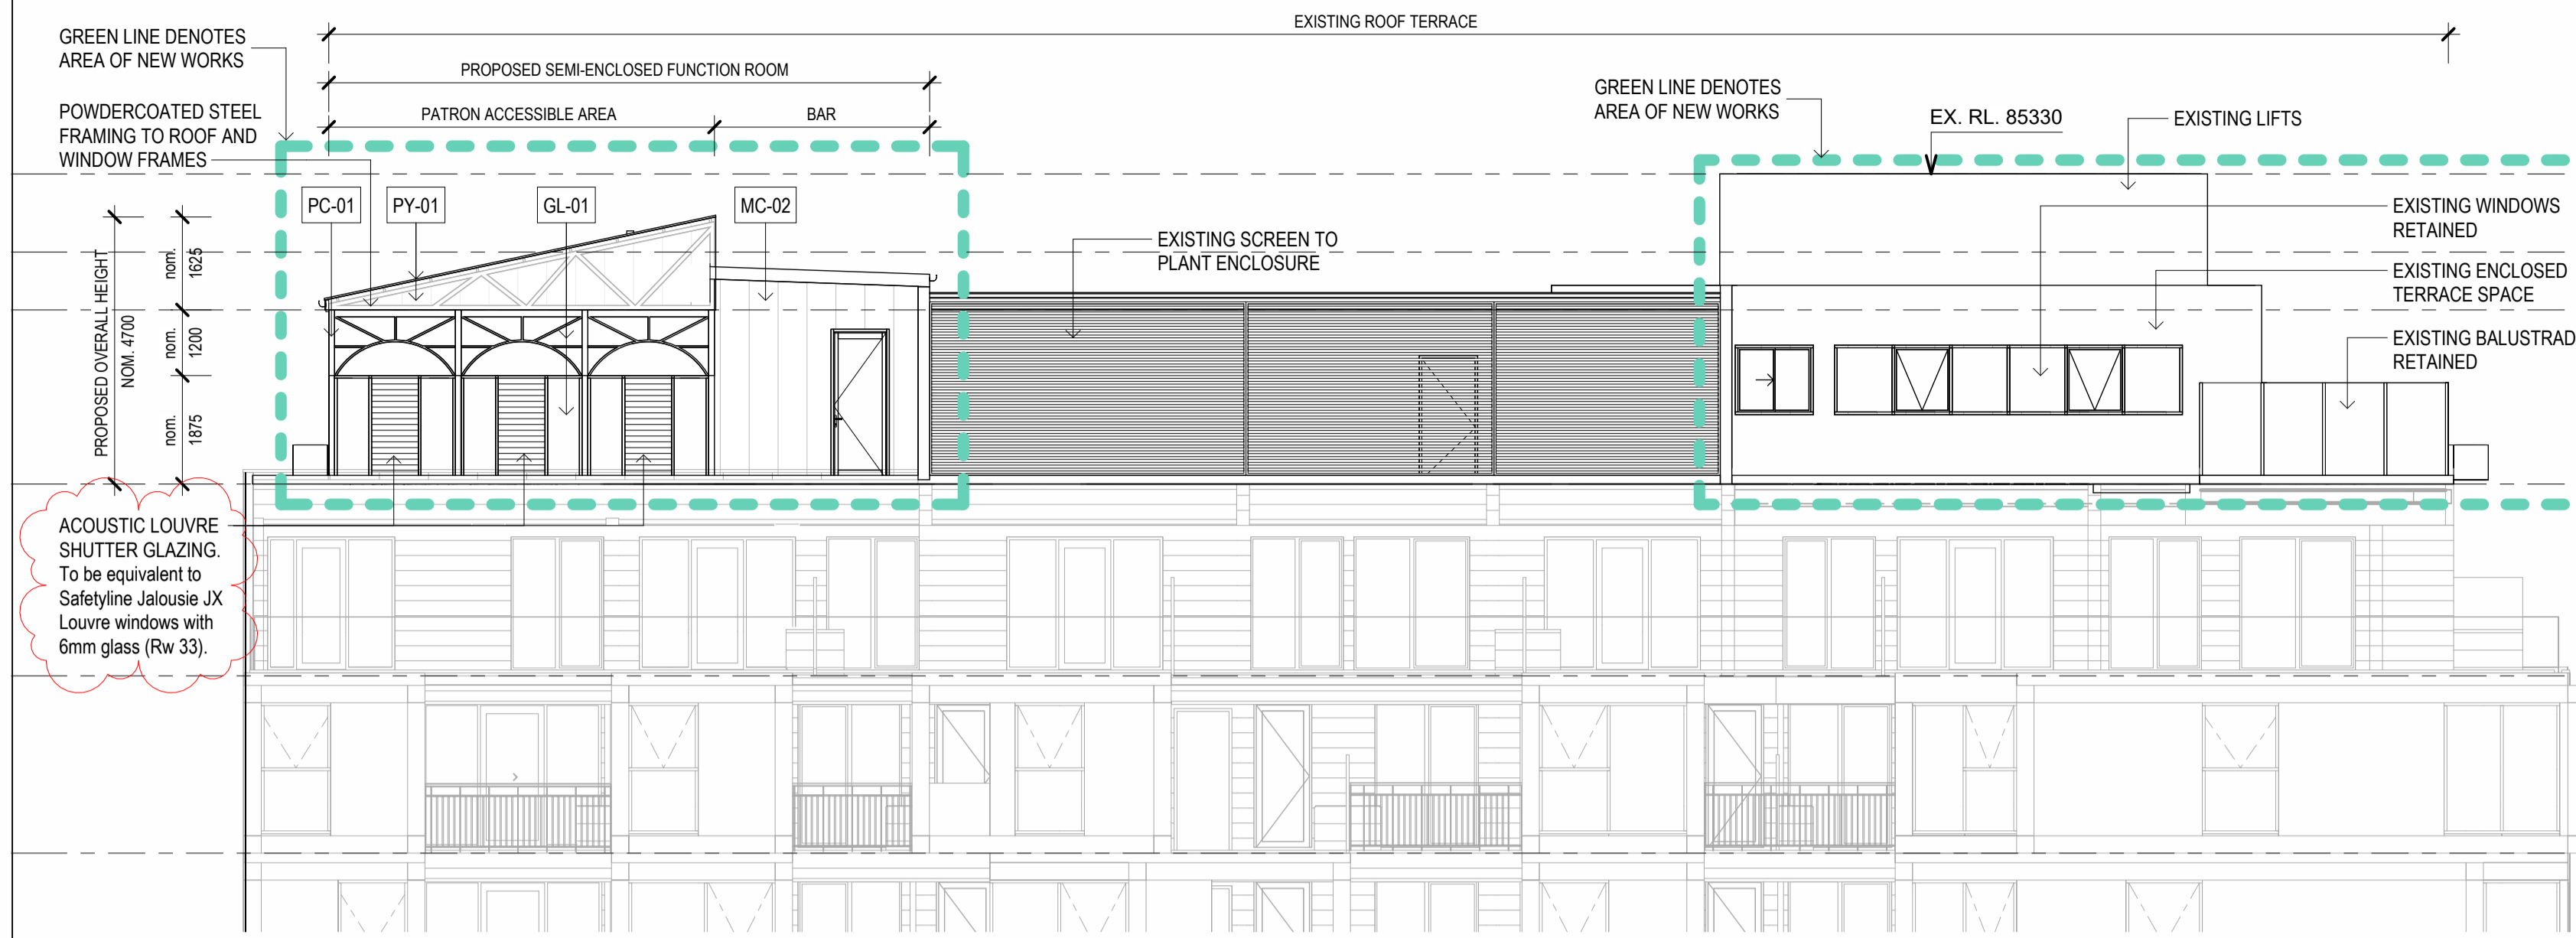 EXISTING ROOF TERRACE
GREEN LINE DENOTES
AREA OF NEW WORKS
PROPOSED SEMI-ENCLOSED FUNCTION ROOM
POWDERCOATED STEEL
FRAMING TO ROOF AND
WINDOW FRAMES
PATRON ACCESSIBLE AREA
BAR
GREEN LINE DENOTES
AREA OF NEW WORKS
EX. RL. 85330
EXISTING LIFTS
PC-01
PY-01
GL-01
MC-02
EXISTING WINDOWS
RETAINED
EXISTING SCREEN TO
PLANT ENCLOSURE
EXISTING ENCLOSED
TERRACE SPACE
EXISTING BALUSTRAD
RETAINED
PROPOSED OVERALL HEIGHT
NOM. 4700
nom.
1625
nom.
1200
nom.
1875
ACOUSTIC LOUVRE
SHUTTER GLAZING.
To be equivalent to
Safetyline Jalousie JX
Louvre windows with
6mm glass (Rw 33).